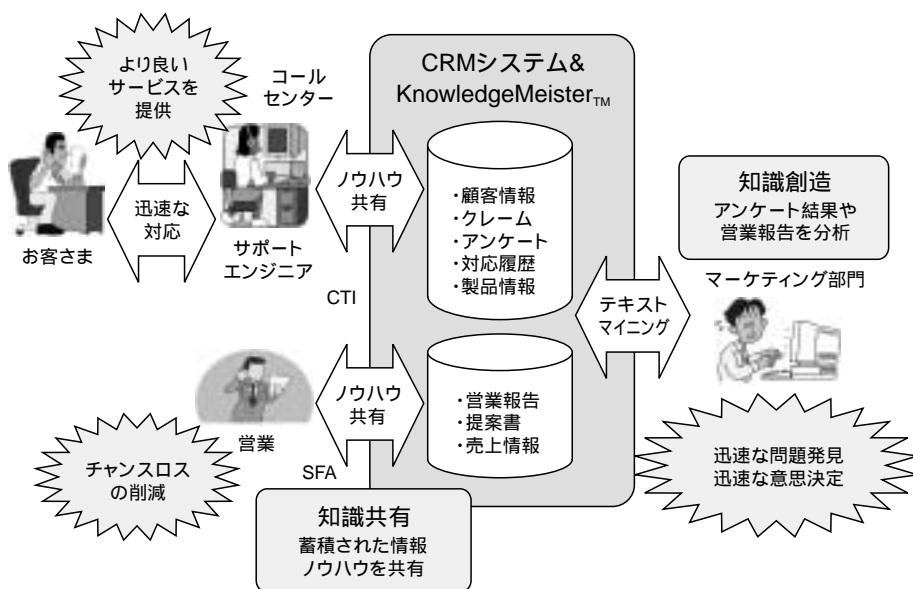 より良い
サービスを
提供
コール
センター
お客さま
迅速な
対応
サポート
エンジニア
CTI
ノウハウ
共有
CRMシステム&
KnowledgeMeisterTM
・顧客情報
・クレーム
・アンケート
・対応履歴
・製品情報
・営業報告
・提案書
・売上情報
テキスト
マイニング
知識創造
アンケート結果や
営業報告を分析
マーケティング部門
迅速な問題発見
迅速な意思決定
営業
ノウハウ
共有
チャンスロス
の削減
SFA
知識共有
蓄積された情報
ノウハウを共有